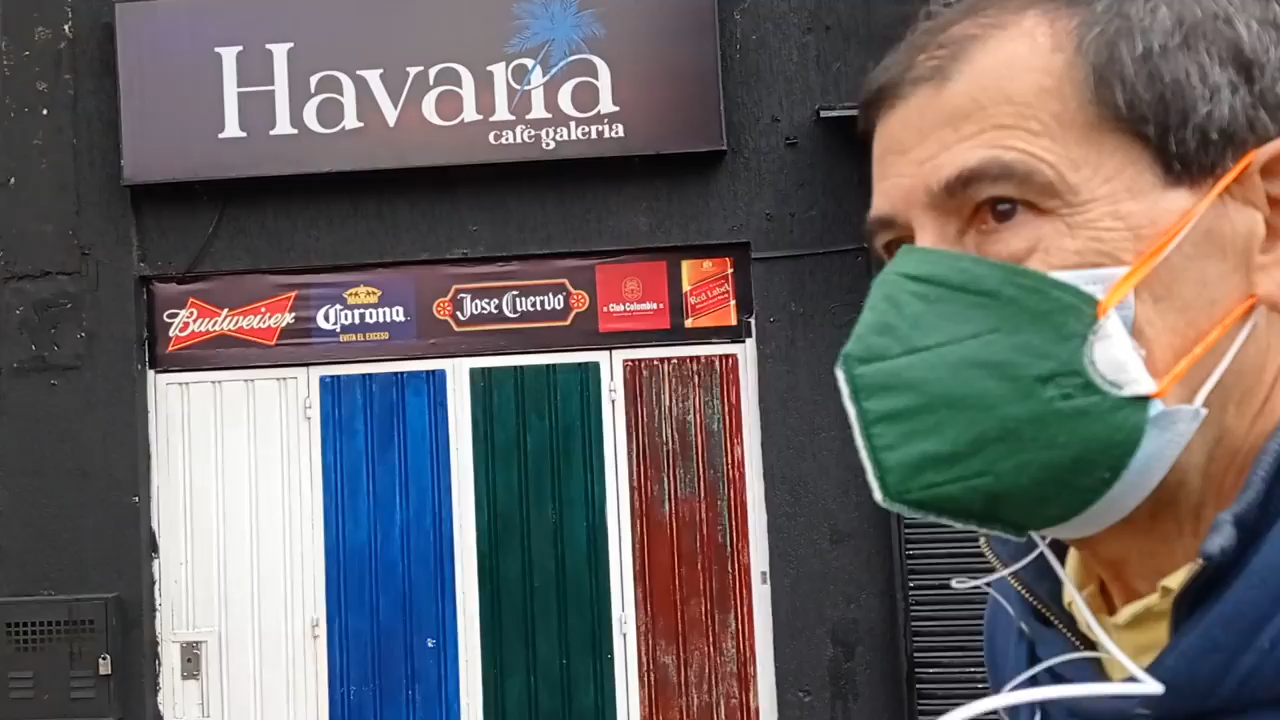 Havana
café-galería
Budweiser
Corona.
EVITA EL EXCESO
Jose Cuervo
Club Colombia
Red Label